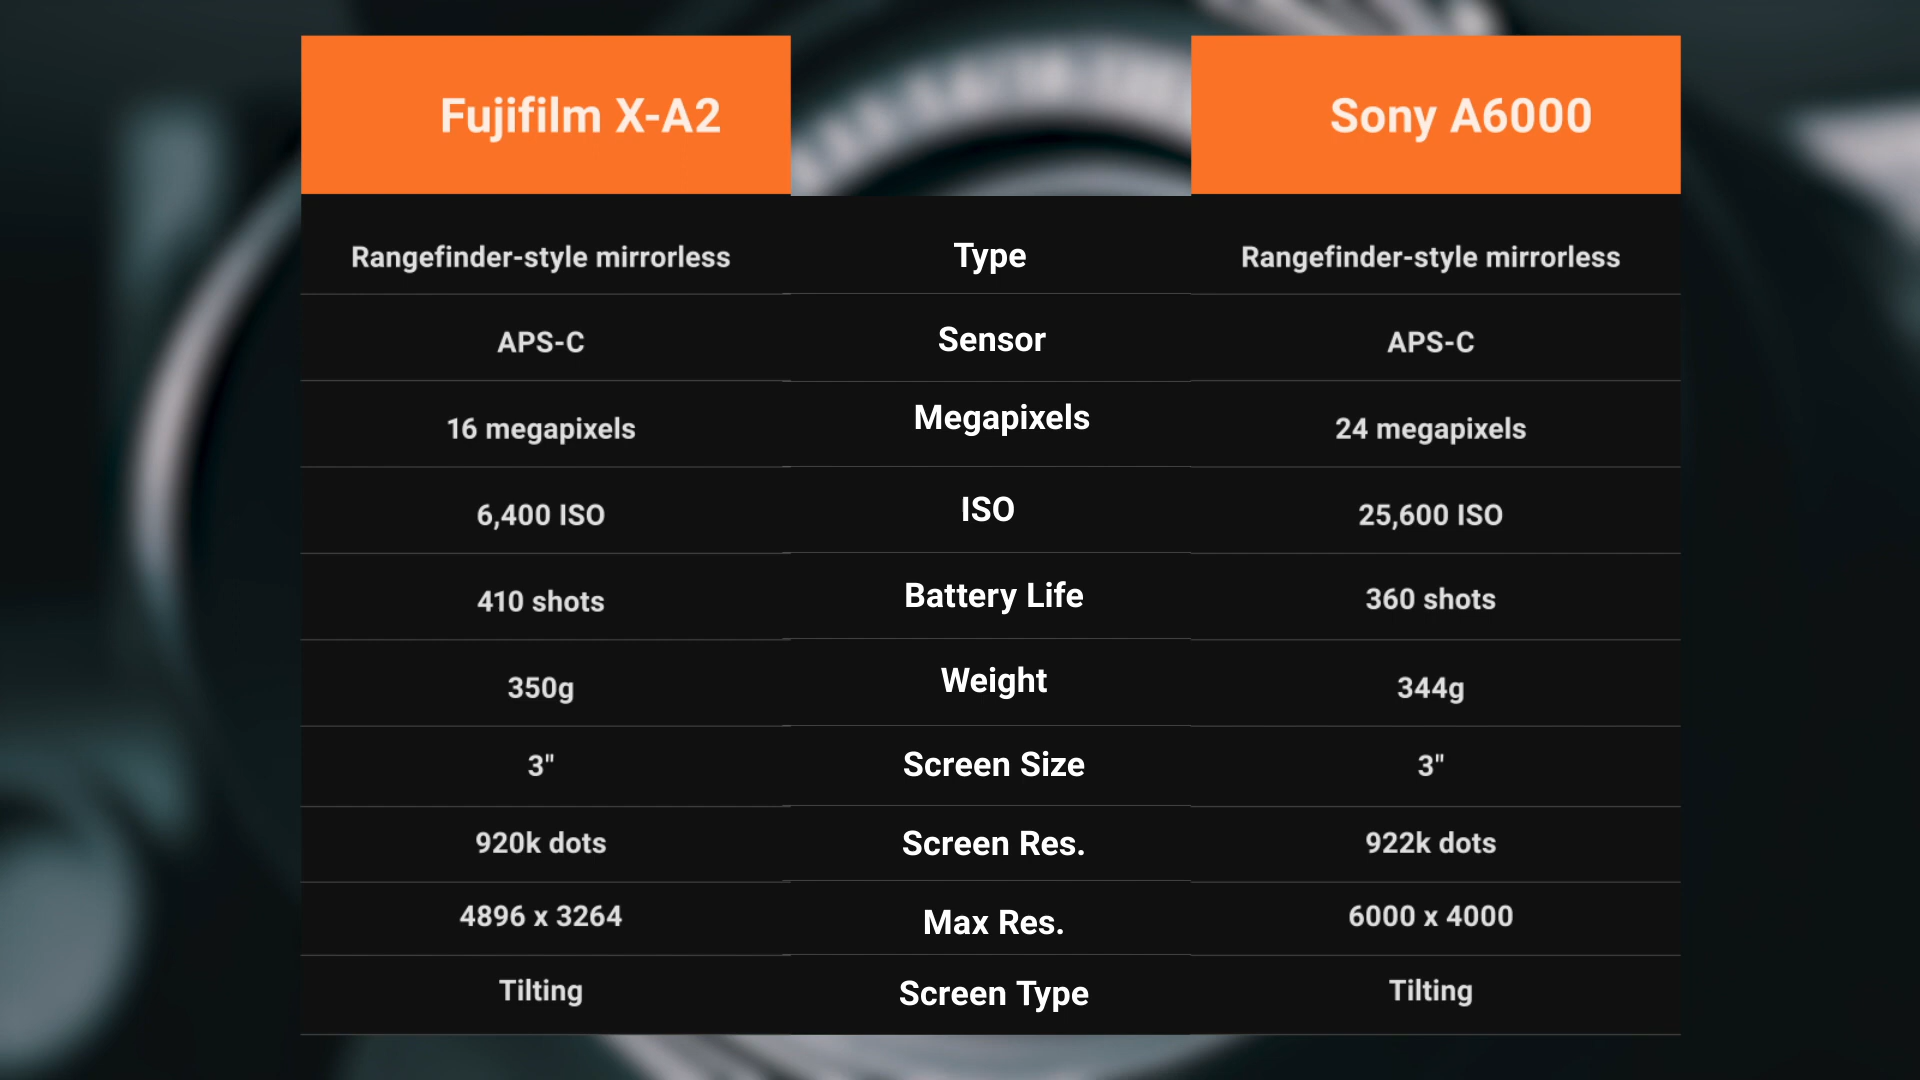 Fujifilm X-A2
Sony A6000
Rangefinder-style mirrorless Type Rangefinder-style mirrorless
APS-C Sensor APS-C
16 megapixels Megapixels 24 megapixels
6,400 ISO ISO 25,600 ISO
410 shots Battery Life 360 shots
350g Weight 344g
3" Screen Size 3"
920k dots Screen Res. 922k dots
4896 x 3264 Max Res. 6000 x 4000
Tilting Screen Type Tilting